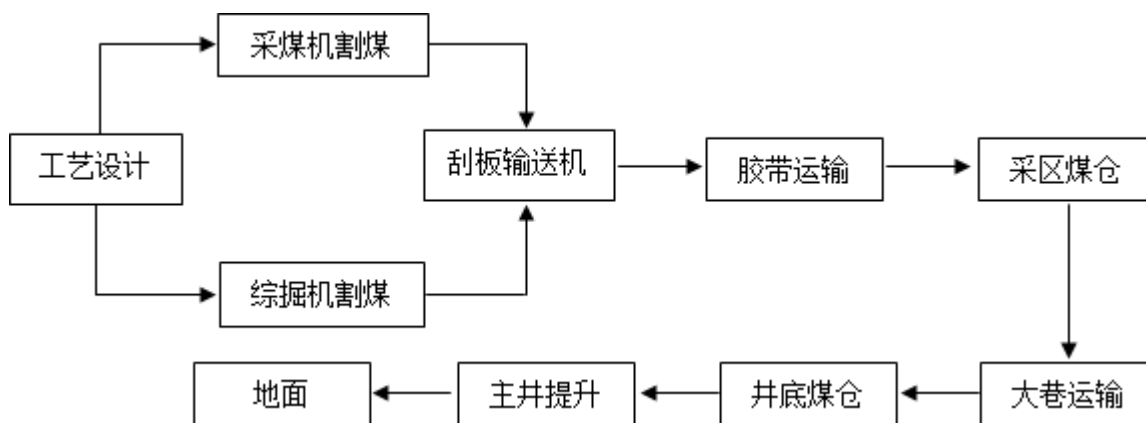 采煤机割煤
工艺设计
刮板输送机
胶带运输
采区煤仓
综掘机割煤
地面
主井提升
井底煤仓
大巷运输